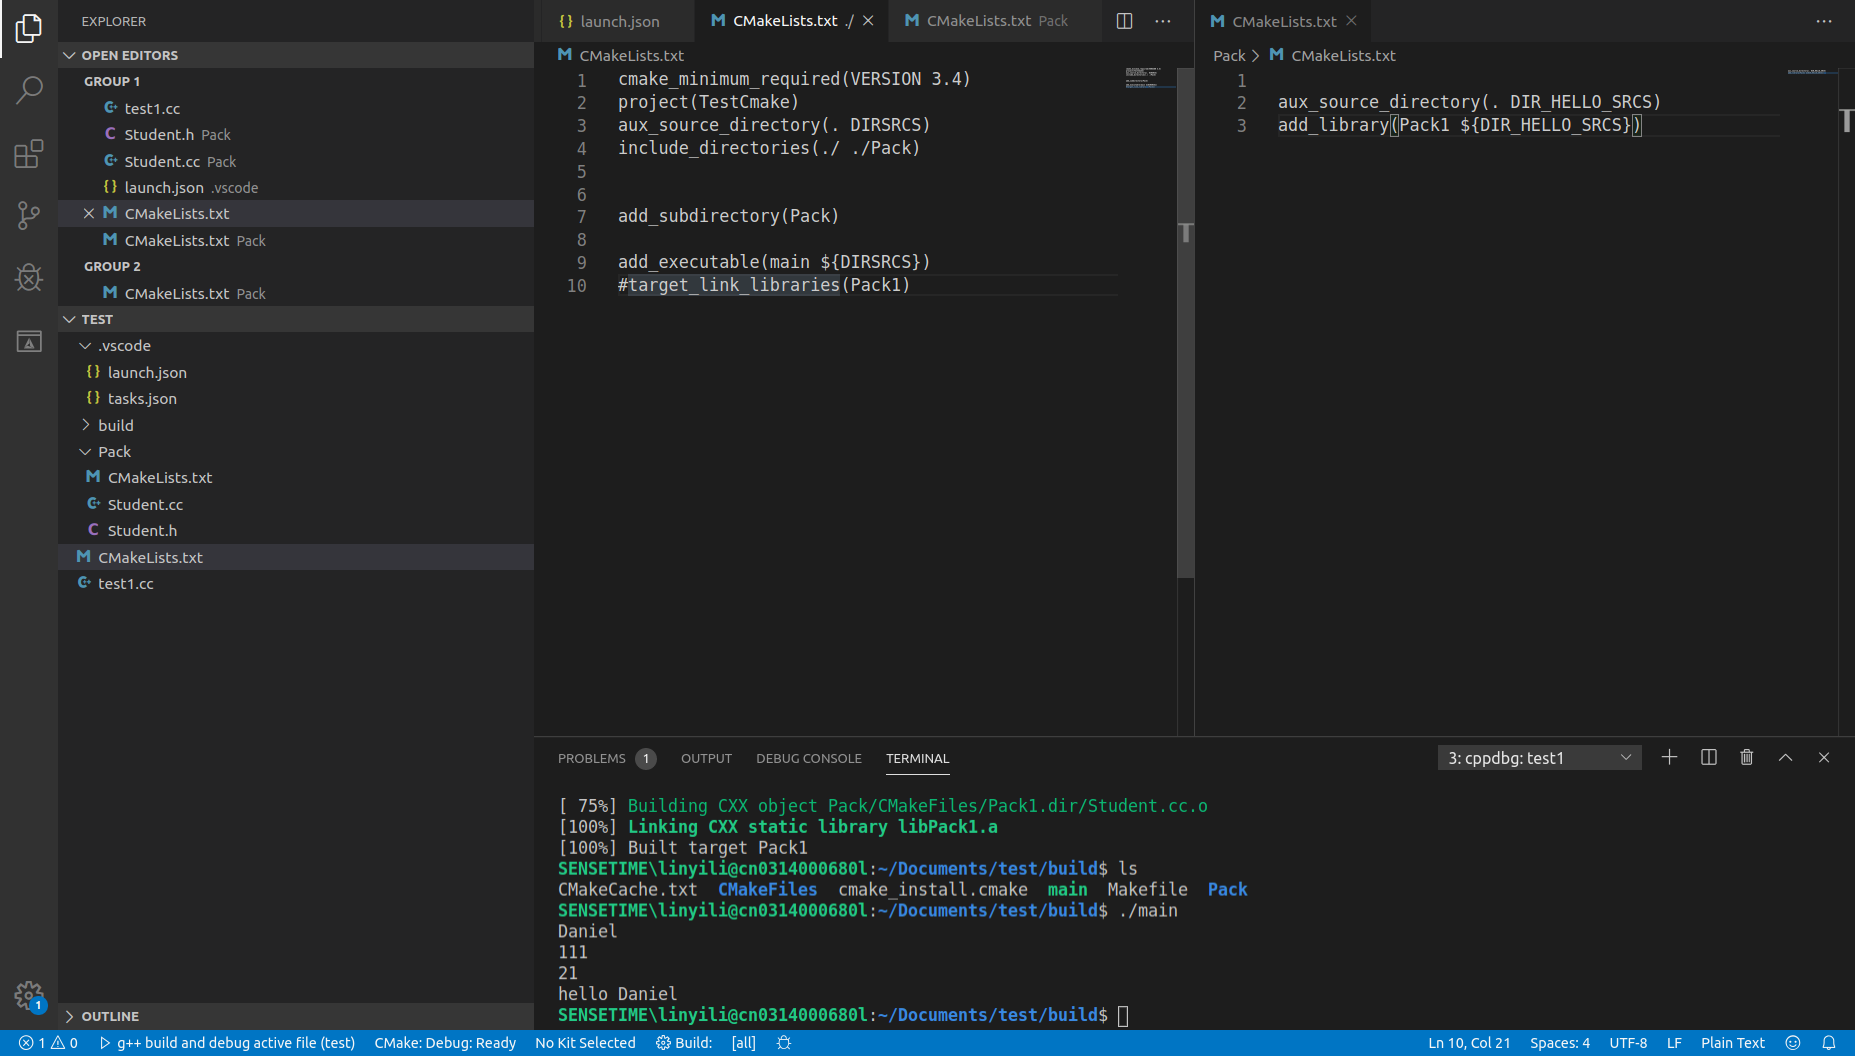 EXPLORER
OPEN EDITORS
GROUP 1
test1.cc
Student.h Pack
Student.cc Pack
launch.json .vscode
CMakeLists.txt
CMakeLists.txt Pack
GROUP 2
CMakeLists.txt Pack
TEST
.vscode
launch.json
tasks.json
build
Pack
CMakeLists.txt
Student.cc
Student.h
CMakeLists.txt
test1.cc
OUTLINE
launch.json
CMakeLists.txt ./
CMakeLists.txt Pack
CMakeLists.txt
1 cmake_minimum_required(VERSION 3.4)
2 project(TestCmake)
3 aux_source_directory(. DIRSRCS)
4 include_directories(./ ./Pack)
5
6
7 add_subdirectory(Pack)
8
9 add_executable(main ${DIRSRCS})
10 #target_link_libraries(Pack1)
CMakeLists.txt
Pack > CMakeLists.txt
1
2 aux_source_directory(. DIR_HELLO_SRCS)
3 add_library(Pack1 ${DIR_HELLO_SRCS})
PROBLEMS 1 OUTPUT DEBUG CONSOLE TERMINAL
3: cppdbg: test1
[ 75%] Building CXX object Pack/CMakeFiles/Pack1.dir/Student.cc.o
[100%] Linking CXX static library libPack1.a
[100%] Built target Pack1
SENSETIME\linyili@cn0314000680l:~/Documents/test/build$ ls
CMakeCache.txt CMakeFiles cmake_install.cmake main Makefile Pack
SENSETIME\linyili@cn0314000680l:~/Documents/test/build$ ./main
Daniel
111
21
hello Daniel
SENSETIME\linyili@cn0314000680l:~/Documents/test/build$
1
1 0 g++ build and debug active file (test) CMake: Debug: Ready No Kit Selected Build: [all] Ln 10, Col 21 Spaces: 4 UTF-8 LF Plain Text